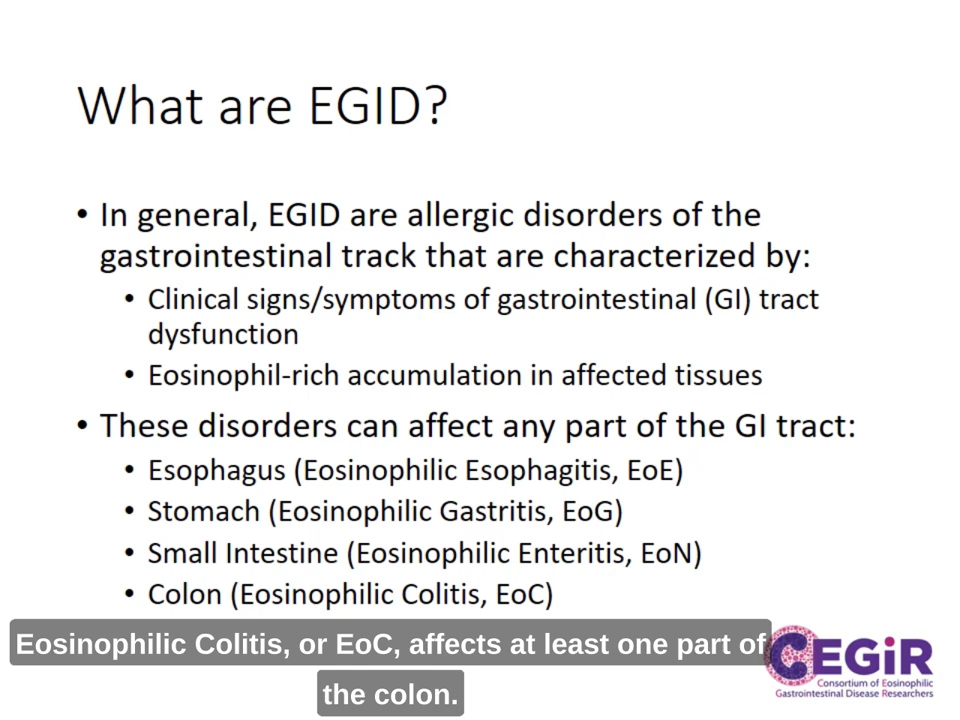 What are EGID?
• In general, EGID are allergic disorders of the
gastrointestinal track that are characterized by:
• Clinical signs/symptoms of gastrointestinal (GI) tract
dysfunction
• Eosinophil-rich accumulation in affected tissues
• These disorders can affect any part of the GI tract:
• Esophagus (Eosinophilic Esophagitis, EoE)
• Stomach (Eosinophilic Gastritis, EoG)
• Small Intestine (Eosinophilic Enteritis, EoN)
• Colon (Eosinophilic Colitis, EoC)
Eosinophilic Colitis, or EoC, affects at least one part of
the colon.
CEGiR
Consortium of Eosinophilic
Gastrointestinal Disease Researchers